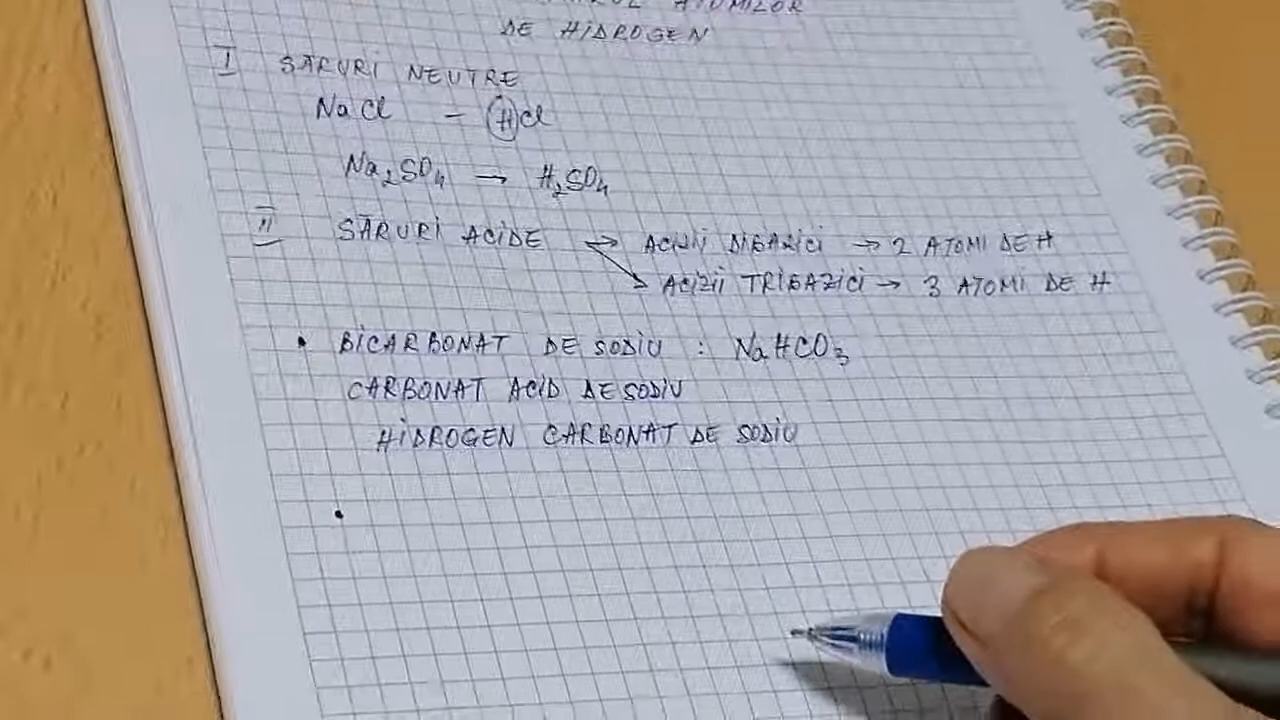 ATOMILOR
DE HIDROGEN
I SĂRURI NEUTRE
NaCl - HCl
Na2SO4 → H2SO4
II SĂRURI ACIDE → ACIZII DIBAZICI → 2 ATOMI DE H
→ ACIZII TRIBAZICI → 3 ATOMI DE H
• BICARBONAT DE SODIU : NaHCO3
CARBONAT ACID DE SODIU
HIDROGEN CARBONAT DE SODIU
•